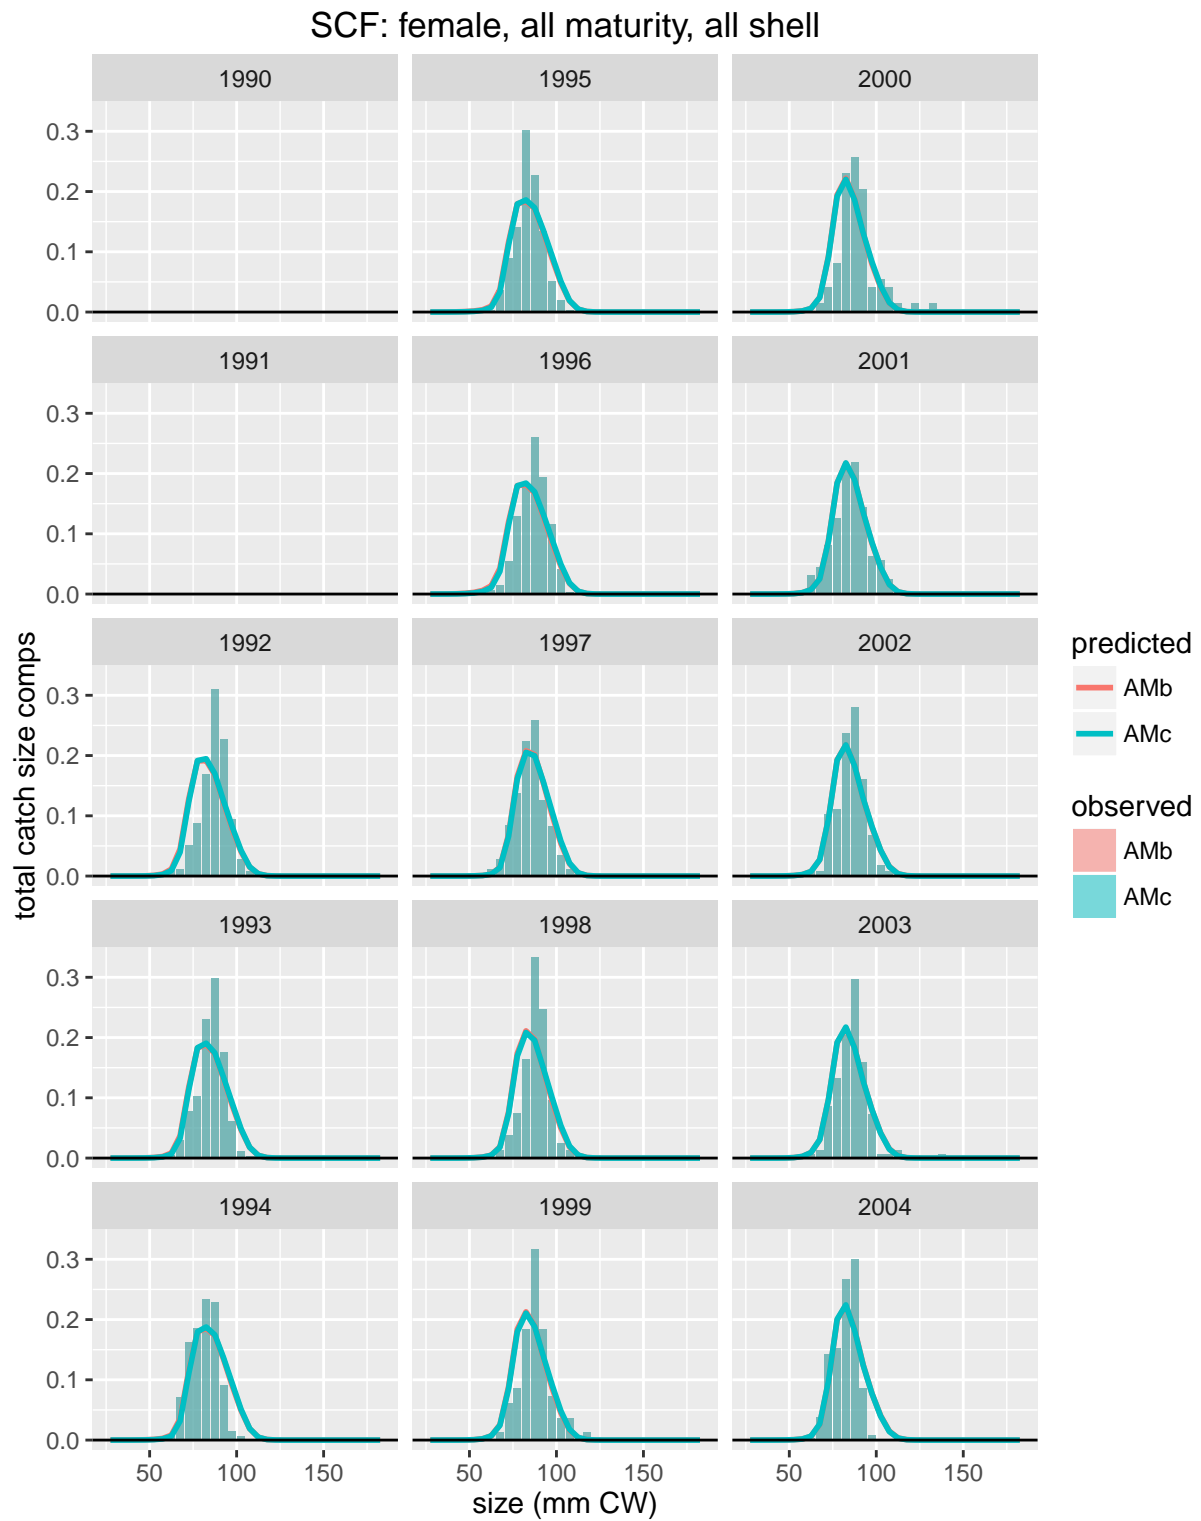 SCF: female, all maturity, all shell
1990 1995 2000
0.3
0.2
0.1
0.0
1991 1996 2001
0.3
0.2
0.1
0.0
1992 1997 2002
0.3
0.2
0.1
0.0
1993 1998 2003
0.3
0.2
0.1
0.0
1994 1999 2004
0.3
0.2
0.1
0.0
50 100 150 50 100 150 50 100 150
size (mm CW)
total catch size comps
predicted
AMb
AMc
observed
AMb
AMc